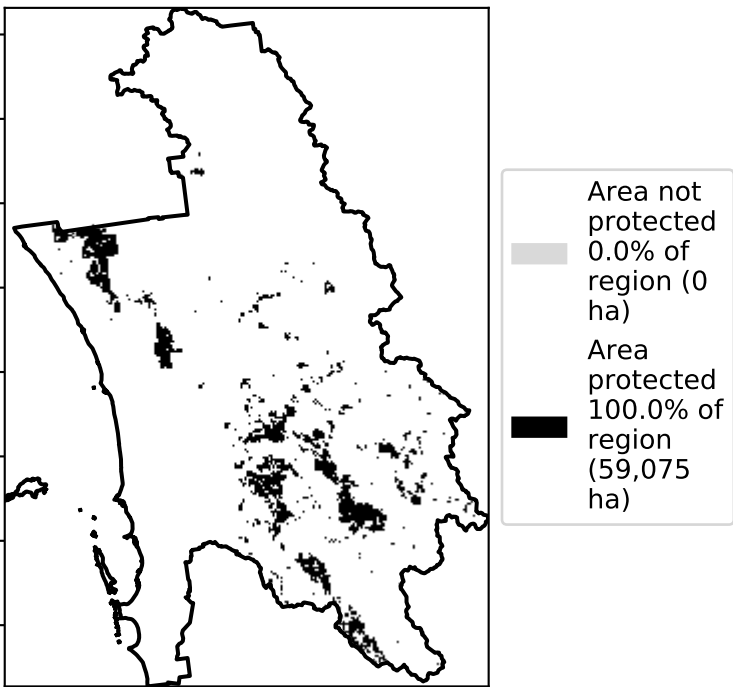 Area not
protected
0.0% of
region (0
ha)
Area
protected
100.0% of
region
(59,075
ha)